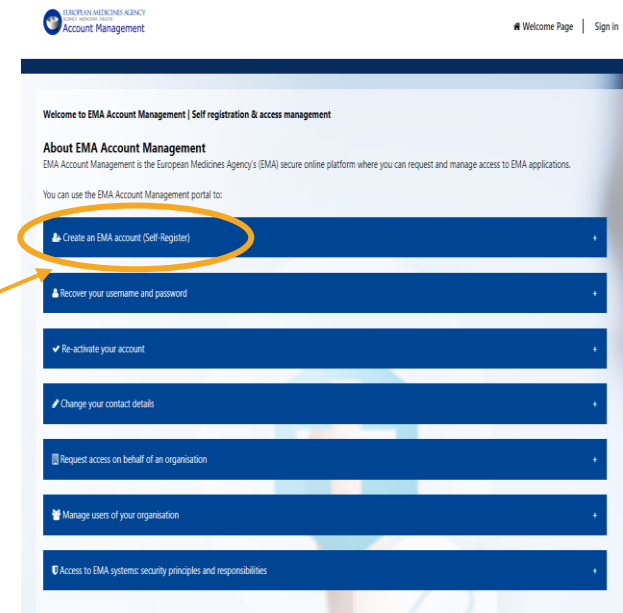 EUROPEAN MEDICINES AGENCY
SCIENCE MEDICINES HEALTH
Account Management
Welcome Page | Sign in
Welcome to EMA Account Management | Self registration & access management
About EMA Account Management
EMA Account Management is the European Medicines Agency's (EMA) secure online platform where you can request and manage access to EMA applications.
You can use the EMA Account Management portal to:
Create an EMA account (Self-Register) +
Recover your username and password +
Re-activate your account +
Change your contact details +
Request access on behalf of an organisation +
Manage users of your organisation +
Access to EMA systems: security principles and responsibilities +